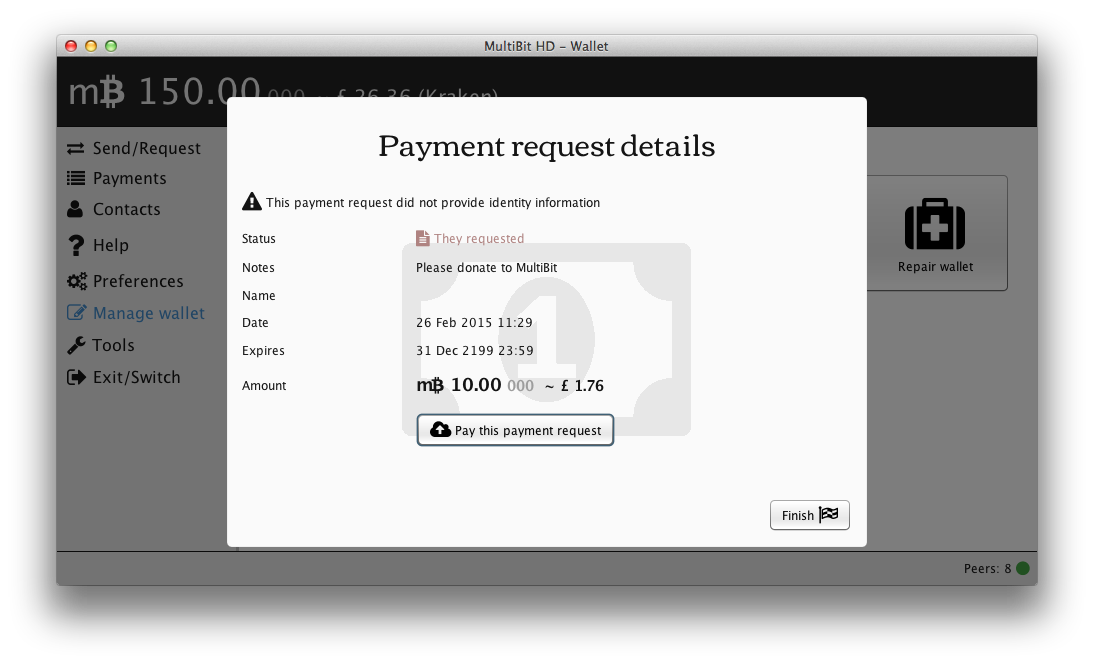 MultiBit HD – Wallet
mɃ 150.00 000 ~ £ 26.36 (Kraken)
Send/Request
Payments
Contacts
Help
Preferences
Manage wallet
Tools
Exit/Switch
Payment request details
This payment request did not provide identity information
Status They requested
Notes Please donate to MultiBit
Name
Date 26 Feb 2015 11:29
Expires 31 Dec 2199 23:59
Amount mɃ 10.00 000 ~ £ 1.76
Pay this payment request
Finish
Repair wallet
Peers: 8